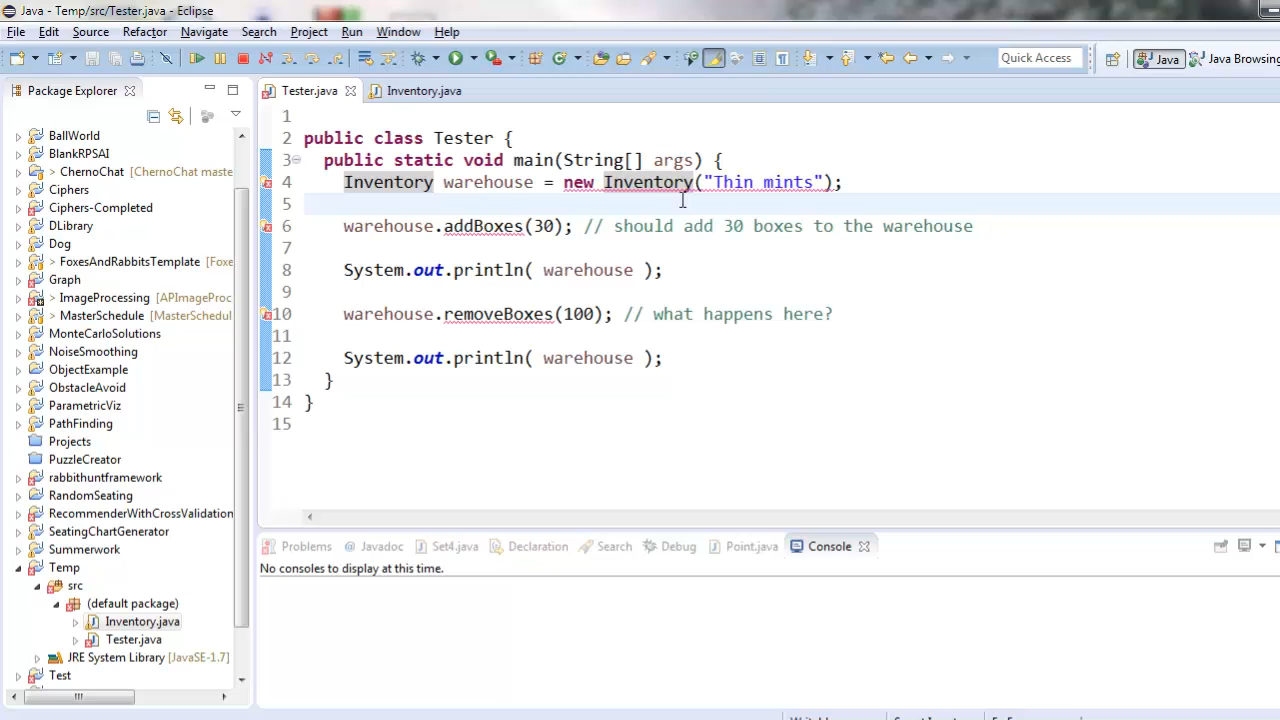 Java - Temp/src/Tester.java - Eclipse
File Edit Source Refactor Navigate Search Project Run Window Help
Quick Access
Java
Java Browsing
Package Explorer
BallWorld
BlankRPSAI
> ChernoChat [ChernoChat maste
Ciphers
Ciphers-Completed
DLibrary
Dog
> FoxesAndRabbitsTemplate [Foxe
Graph
> ImageProcessing [APImageProc
> MasterSchedule [MasterSchedul
MonteCarloSolutions
NoiseSmoothing
ObjectExample
ObstacleAvoid
ParametricViz
PathFinding
Projects
PuzzleCreator
rabbithuntframework
RandomSeating
RecommenderWithCrossValidation
SeatingChartGenerator
Summerwork
Temp
src
(default package)
Inventory.java
Tester.java
JRE System Library [JavaSE-1.7]
Test
Tester.java
Inventory.java
1
2 public class Tester {
3 public static void main(String[] args) {
4 Inventory warehouse = new Inventory("Thin mints");
5
6 warehouse.addBoxes(30); // should add 30 boxes to the warehouse
7
8 System.out.println( warehouse );
9
10 warehouse.removeBoxes(100); // what happens here?
11
12 System.out.println( warehouse );
13 }
14 }
15
Problems @ Javadoc Set4.java Declaration Search Debug Point.java Console
No consoles to display at this time.